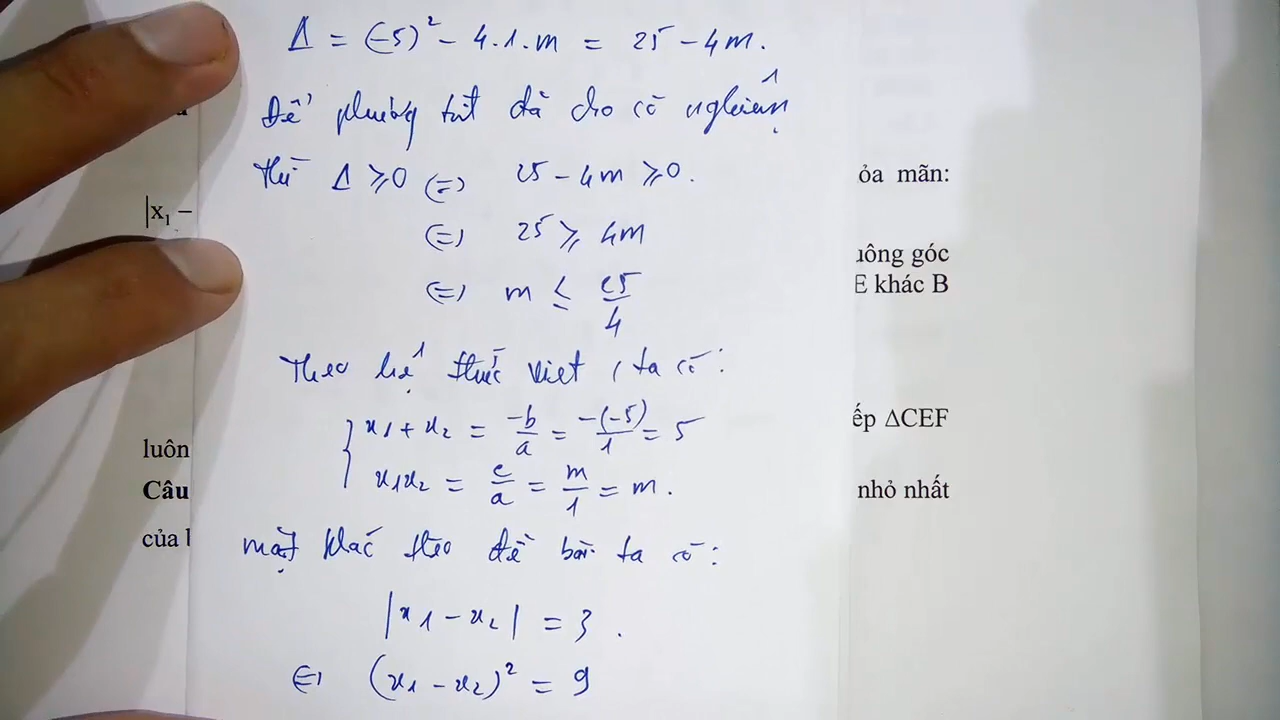 Δ = (-5)² - 4.1.m = 25 - 4m.
Để phương trình đã cho có nghiệm
thì Δ ⩾ 0 (=) 25 - 4m ⩾ 0.
ỏa mãn:
|x₁ –
(=) 25 ⩾ 4m
uông góc
E khác B
(=) m ≤ 25/4
Theo hệ thức viet, ta có:
{ x₁ + x₂ = -b/a = -(-5)/1 = 5
ếp ΔCEF
luôn
x₁x₂ = c/a = m/1 = m.
Câu
nhỏ nhất
của
mặt khác theo đề bài ta có:
|x₁ - x₂| = 3.
(=) (x₁ - x₂)² = 9